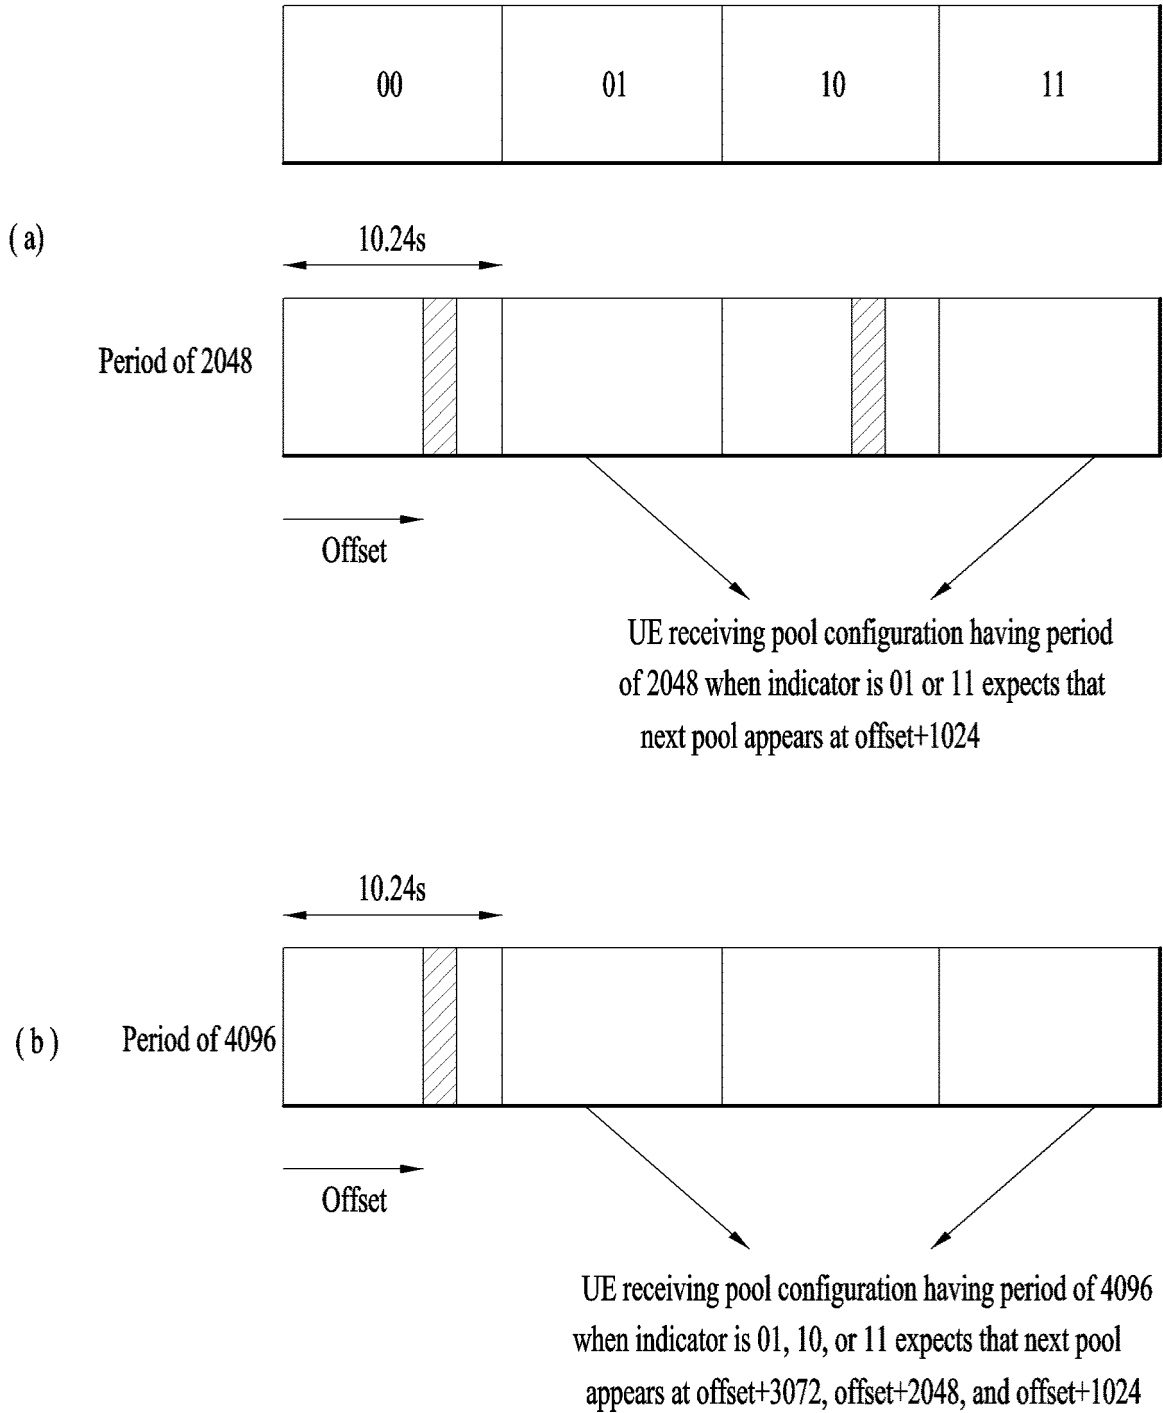 00 01 10 11
( a)
10.24s
Period of 2048
Offset
UE receiving pool configuration having period
of 2048 when indicator is 01 or 11 expects that
next pool appears at offset+1024
10.24s
( b ) Period of 4096
Offset
UE receiving pool configuration having period of 4096
when indicator is 01, 10, or 11 expects that next pool
appears at offset+3072, offset+2048, and offset+1024